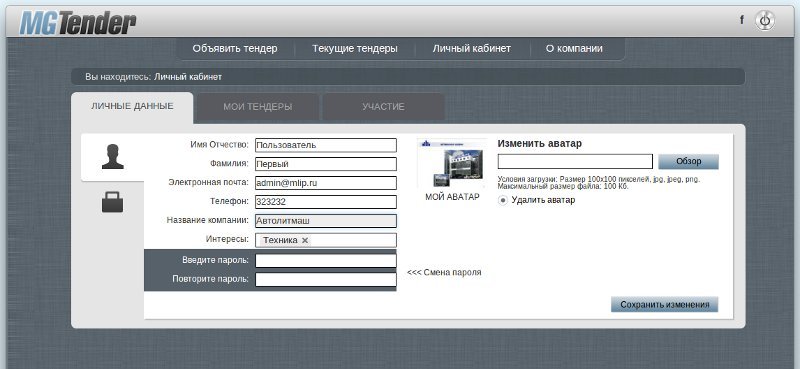 MGTender
f
Объявить тендер Текущие тендеры Личный кабинет О компании
Вы находитесь: Личный кабинет
ЛИЧНЫЕ ДАННЫЕ МОИ ТЕНДЕРЫ УЧАСТИЕ
Имя Отчество: Пользователь
Фамилия: Первый
Электронная почта: admin@mlip.ru
Телефон: 323232
Название компании: Автолитмаш
Интересы: Техника ×
Введите пароль:
Повторите пароль:
<<< Смена пароля
МОЙ АВАТАР
Изменить аватар
Обзор
Условия загрузки: Размер 100x100 пикселей, jpg, jpeg, png.
Максимальный размер файла: 100 Кб.
Удалить аватар
Сохранить изменения